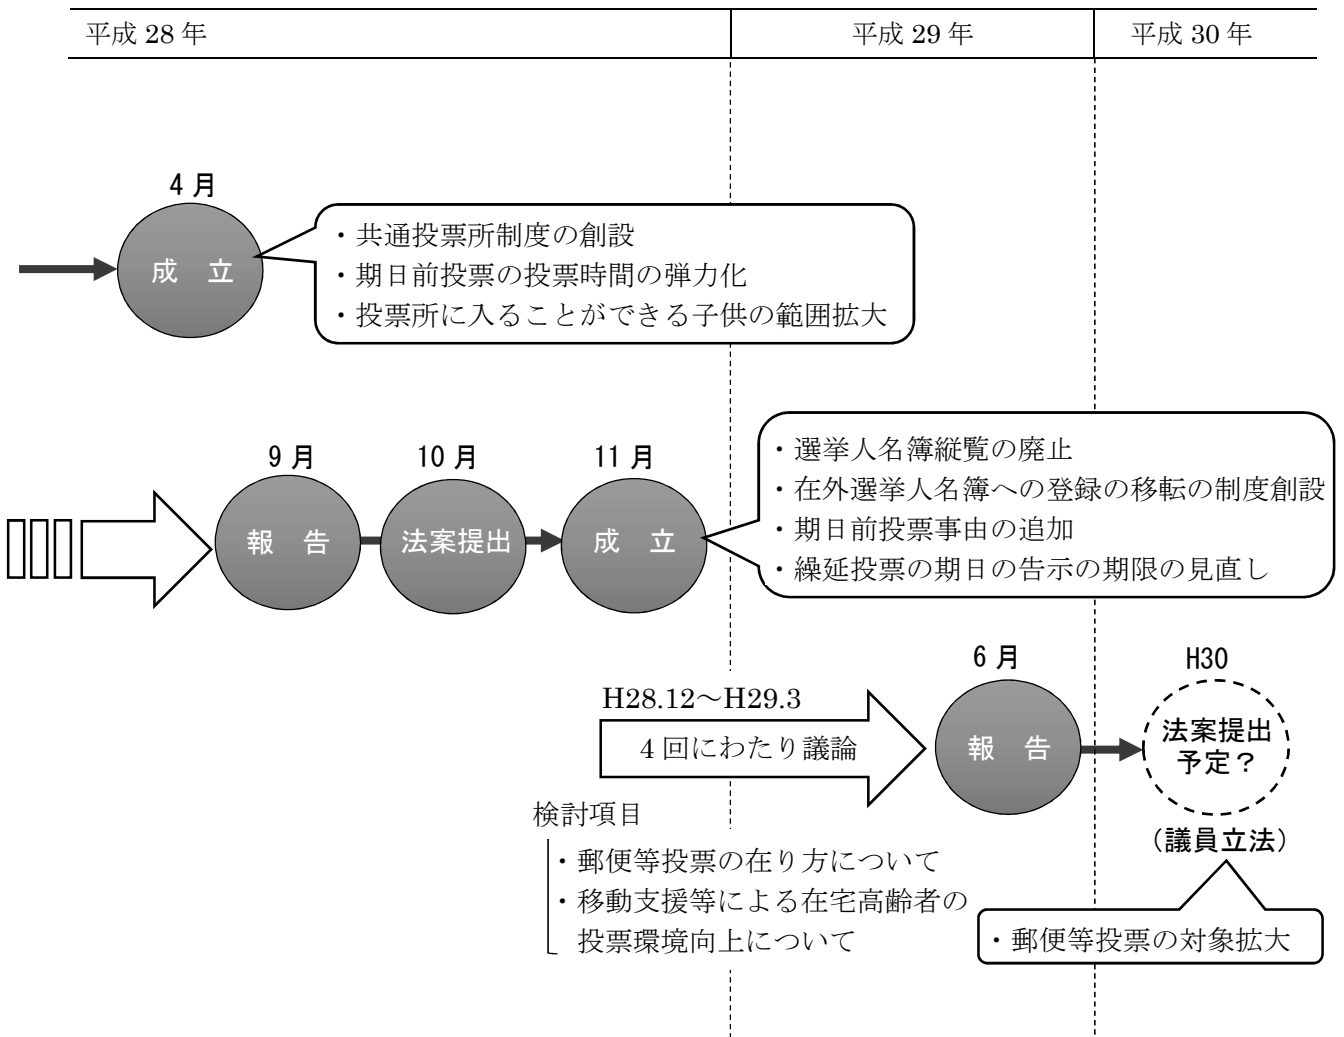 平成 28 年
平成 29 年
平成 30 年
4 月
成 立
・共通投票所制度の創設
・期日前投票の投票時間の弾力化
・投票所に入ることができる子供の範囲拡大
9 月
10 月
11 月
報 告
法案提出
成 立
・選挙人名簿縦覧の廃止
・在外選挙人名簿への登録の移転の制度創設
・期日前投票事由の追加
・繰延投票の期日の告示の期限の見直し
H28.12～H29.3
4 回にわたり議論
6 月
報 告
H30
法案提出
予定？
（議員立法）
検討項目
・郵便等投票の在り方について
・移動支援等による在宅高齢者の
投票環境向上について
・郵便等投票の対象拡大